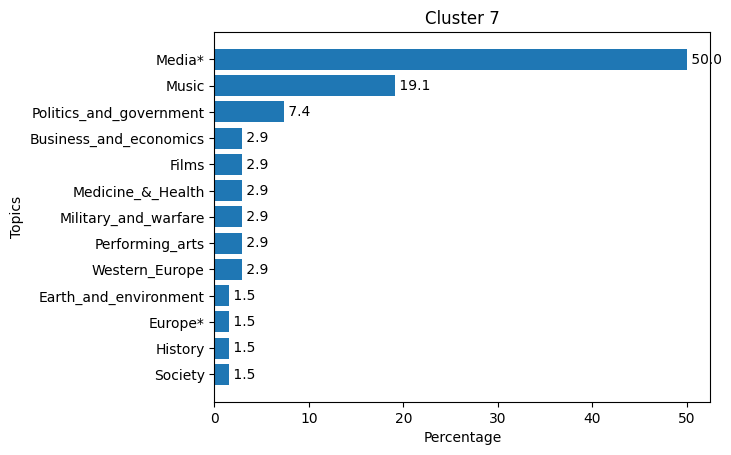 Cluster 7
Media* 50.0
Music 19.1
Politics_and_government 7.4
Business_and_economics 2.9
Films 2.9
Medicine_&_Health 2.9
Military_and_warfare 2.9
Performing_arts 2.9
Western_Europe 2.9
Earth_and_environment 1.5
Europe* 1.5
History 1.5
Society 1.5
Topics
0 10 20 30 40 50
Percentage